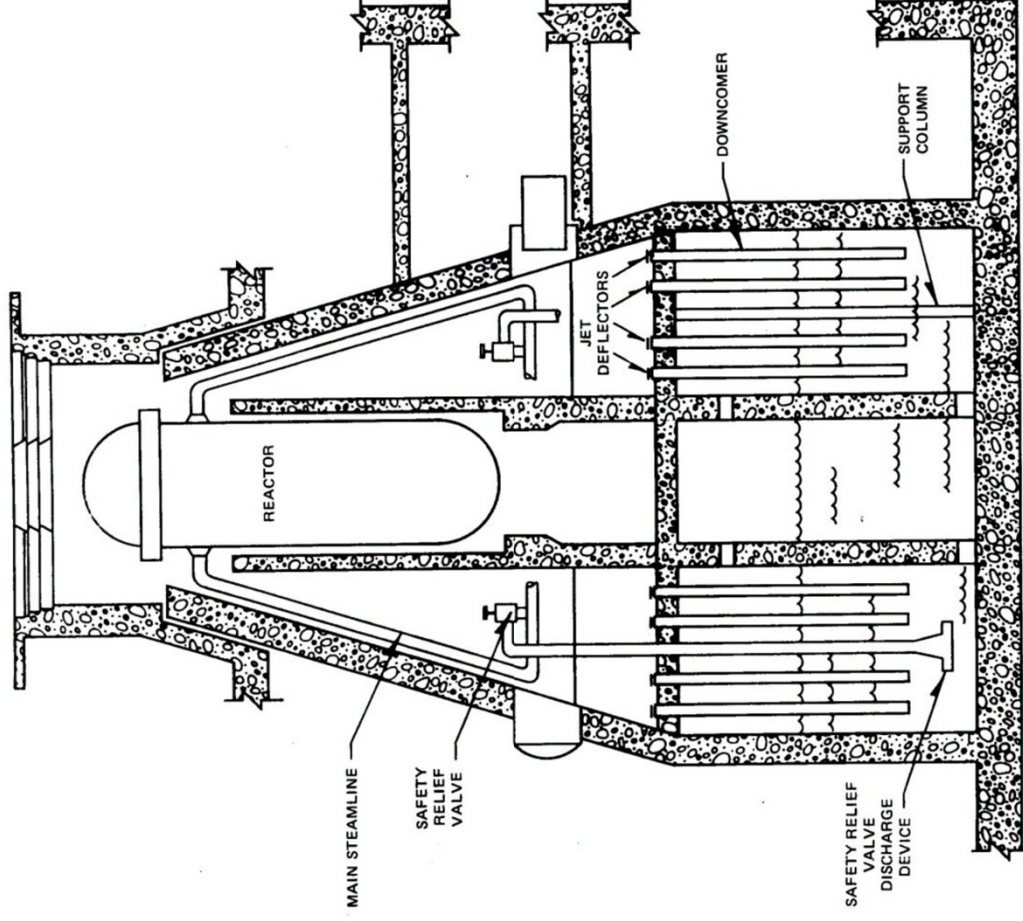 REACTOR
JET
DEFLECTORS
DOWNCOMER
SUPPORT
COLUMN
MAIN STEAMLINE
SAFETY
RELIEF
VALVE
SAFETY RELIEF
VALVE
DISCHARGE
DEVICE